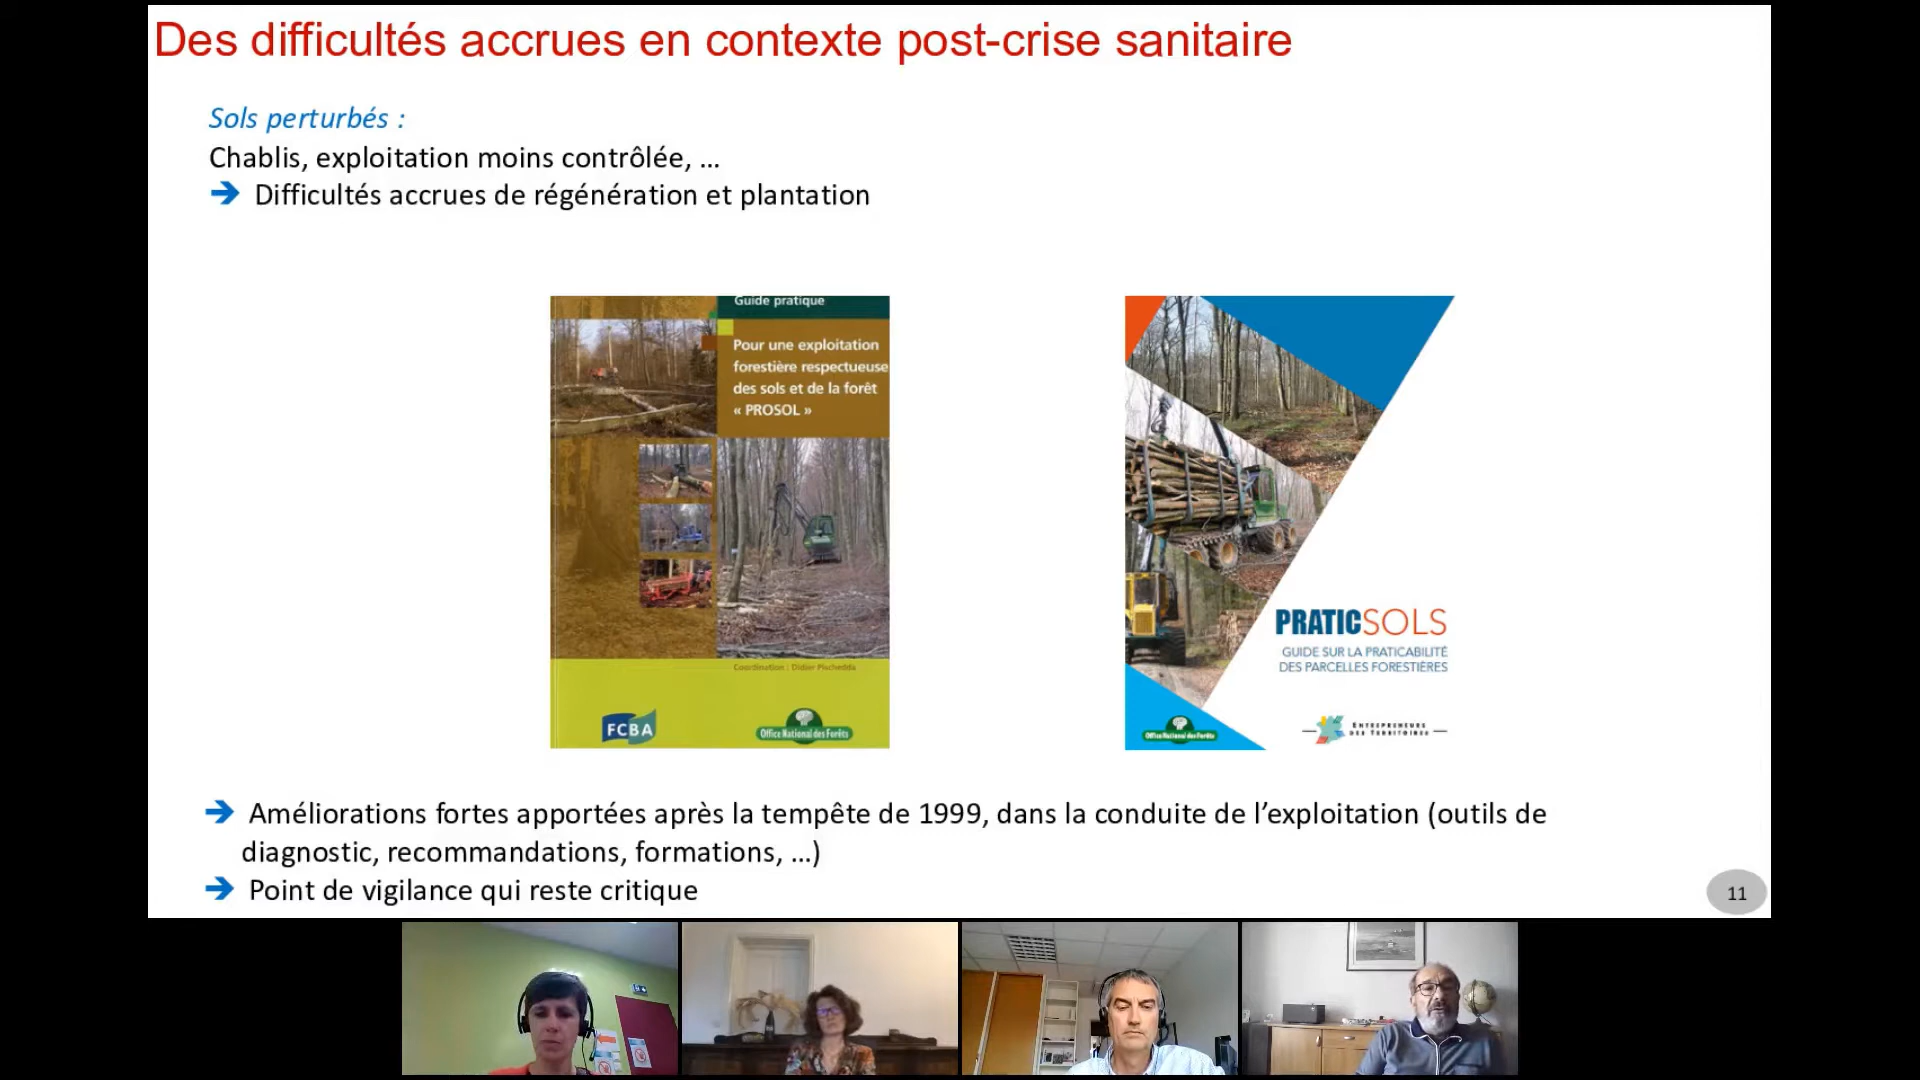 Des difficultés accrues en contexte post-crise sanitaire
Sols perturbés :
Chablis, exploitation moins contrôlée, ...
Difficultés accrues de régénération et plantation
Guide pratique
Pour une exploitation
forestière respectueuse
des sols et de la forêt
« PROSOL »
Coordination : Didier Pischedda
FCBA
Office National des Forêts
PRATICSOLS
GUIDE SUR LA PRATICABILITÉ
DES PARCELLES FORESTIÈRES
Office National des Forêts
ENTREPRENEURS
DES TERRITOIRES
Améliorations fortes apportées après la tempête de 1999, dans la conduite de l’exploitation (outils de
diagnostic, recommandations, formations, ...)
Point de vigilance qui reste critique
11